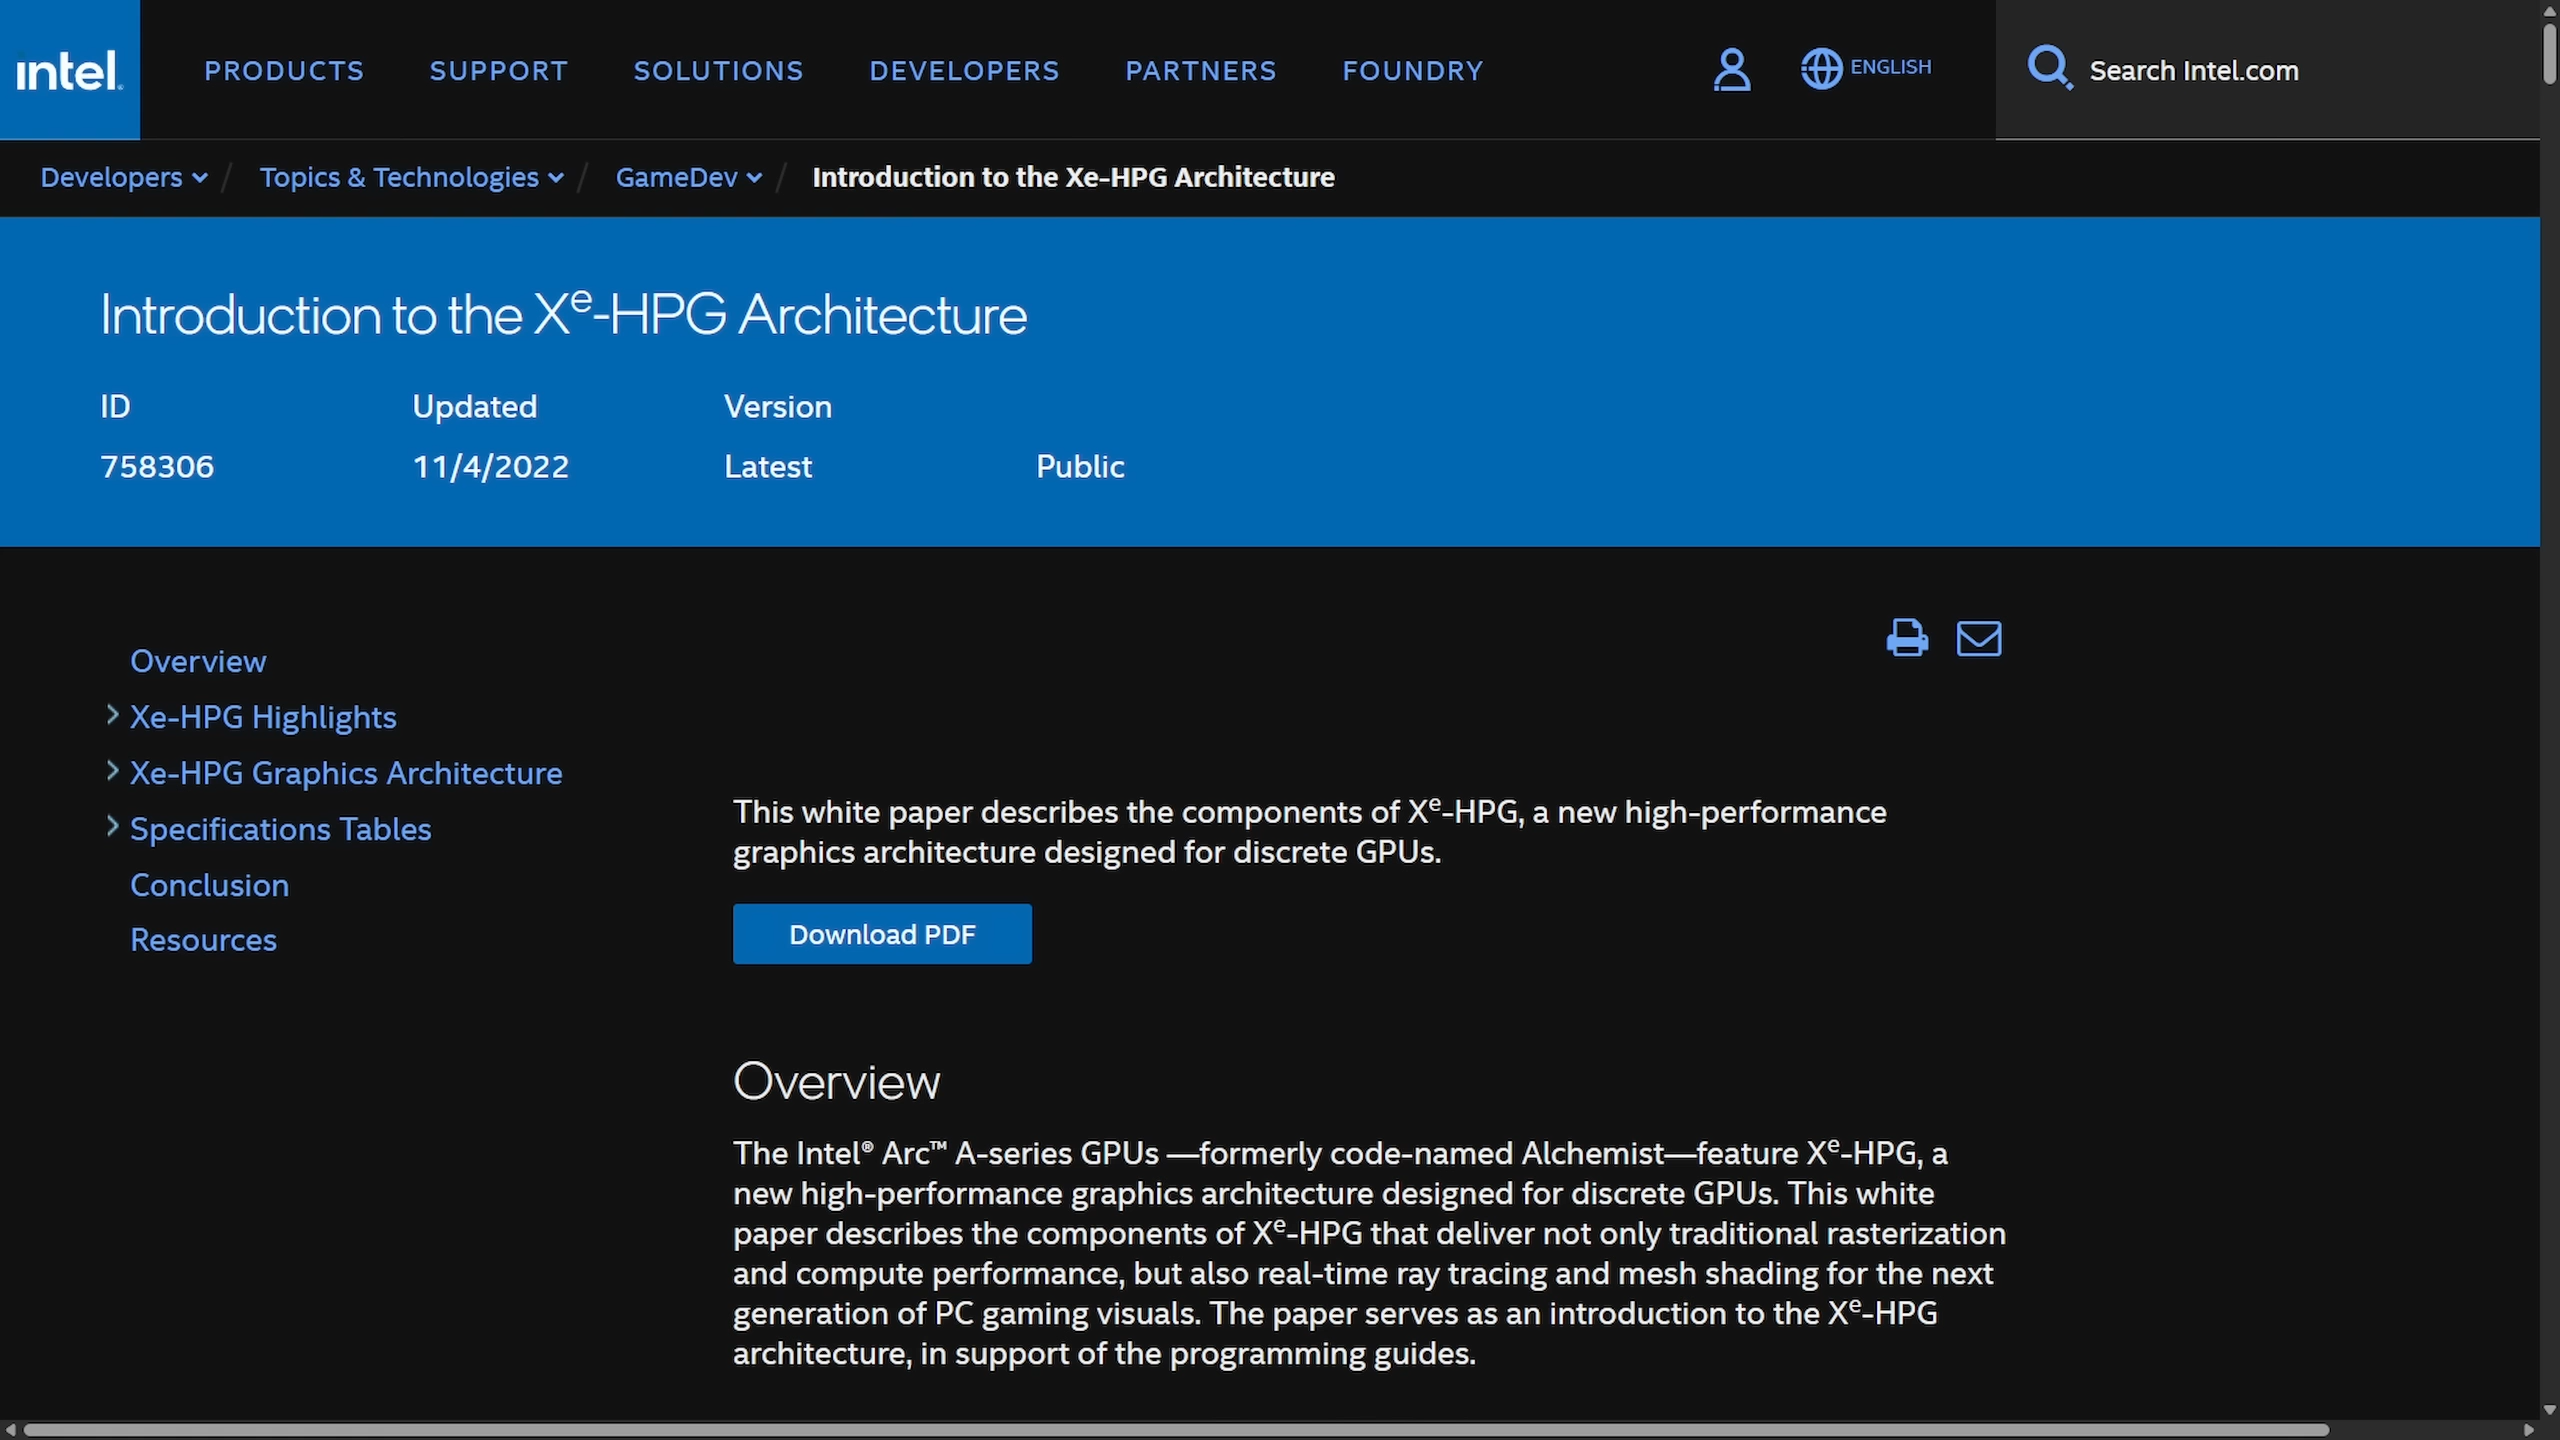 intel.
PRODUCTS SUPPORT SOLUTIONS DEVELOPERS PARTNERS FOUNDRY ENGLISH Search Intel.com
Developers / Topics & Technologies / GameDev / Introduction to the Xe-HPG Architecture
Introduction to the Xe-HPG Architecture
ID Updated Version
758306 11/4/2022 Latest Public
Overview
Xe-HPG Highlights
Xe-HPG Graphics Architecture
Specifications Tables
Conclusion
Resources
This white paper describes the components of Xe-HPG, a new high-performance
graphics architecture designed for discrete GPUs.
Download PDF
Overview
The Intel® Arc™ A-series GPUs —formerly code-named Alchemist—feature Xe-HPG, a
new high-performance graphics architecture designed for discrete GPUs. This white
paper describes the components of Xe-HPG that deliver not only traditional rasterization
and compute performance, but also real-time ray tracing and mesh shading for the next
generation of PC gaming visuals. The paper serves as an introduction to the Xe-HPG
architecture, in support of the programming guides.